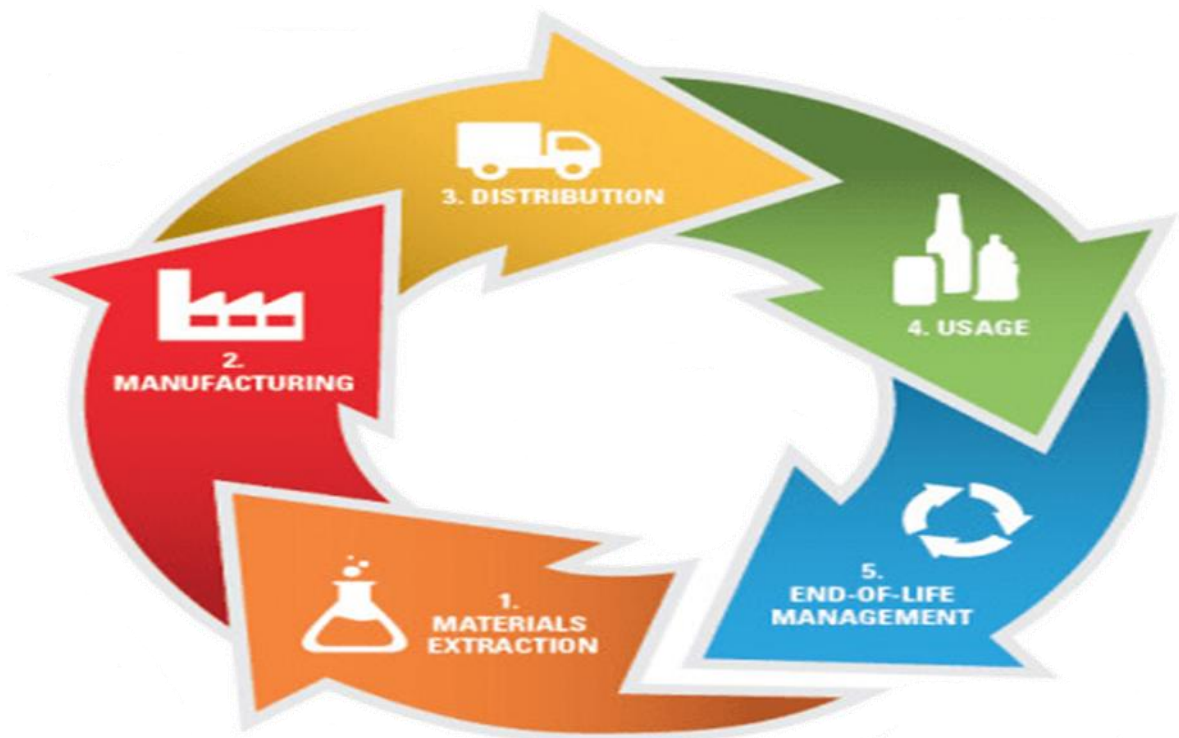 1.
MATERIALS
EXTRACTION
2.
MANUFACTURING
3. DISTRIBUTION
4. USAGE
5.
END-OF-LIFE
MANAGEMENT